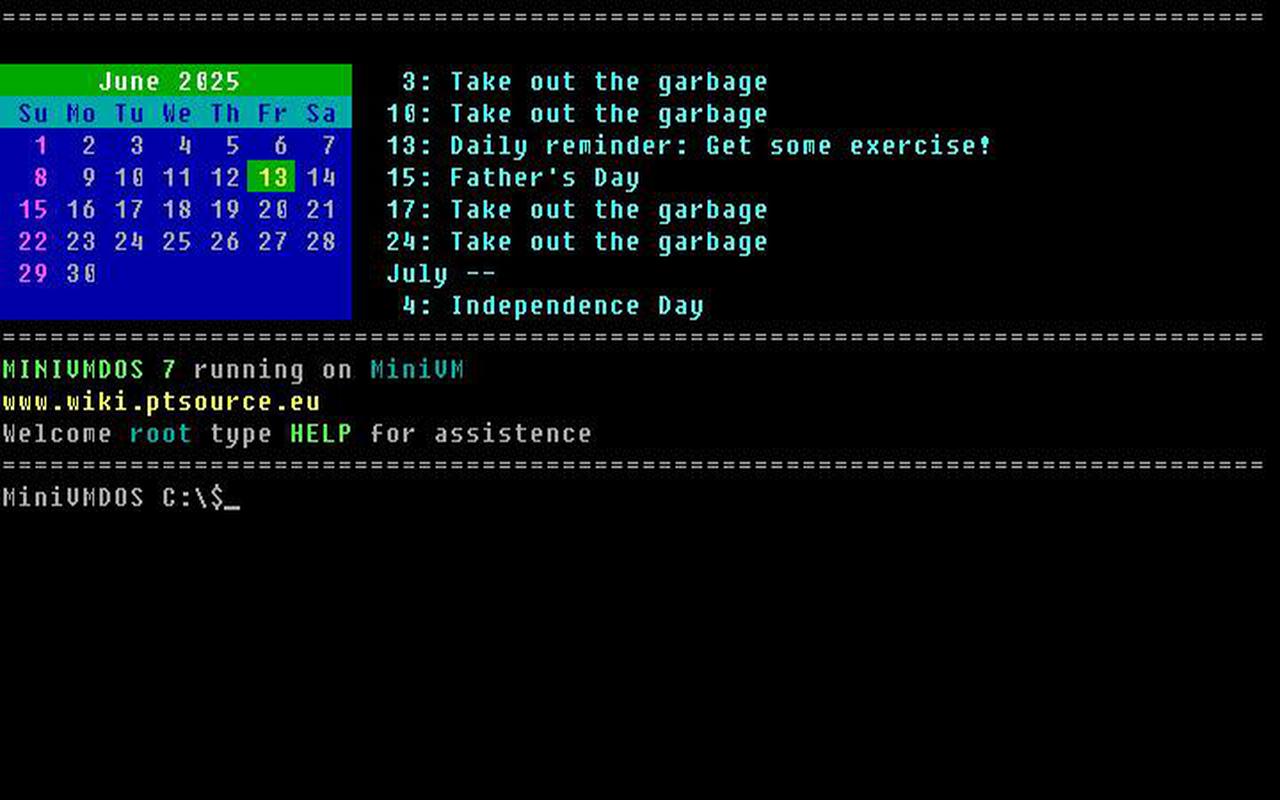 ===============================================================================
June 2025
Su Mo Tu We Th Fr Sa
1 2 3 4 5 6 7
8 9 10 11 12 13 14
15 16 17 18 19 20 21
22 23 24 25 26 27 28
29 30
3: Take out the garbage
10: Take out the garbage
13: Daily reminder: Get some exercise!
15: Father's Day
17: Take out the garbage
24: Take out the garbage
July --
4: Independence Day
===============================================================================
MINIVMDOS 7 running on MiniVM
www.wiki.ptsource.eu
Welcome root type HELP for assistence
===============================================================================
MiniVMDOS C:\$_